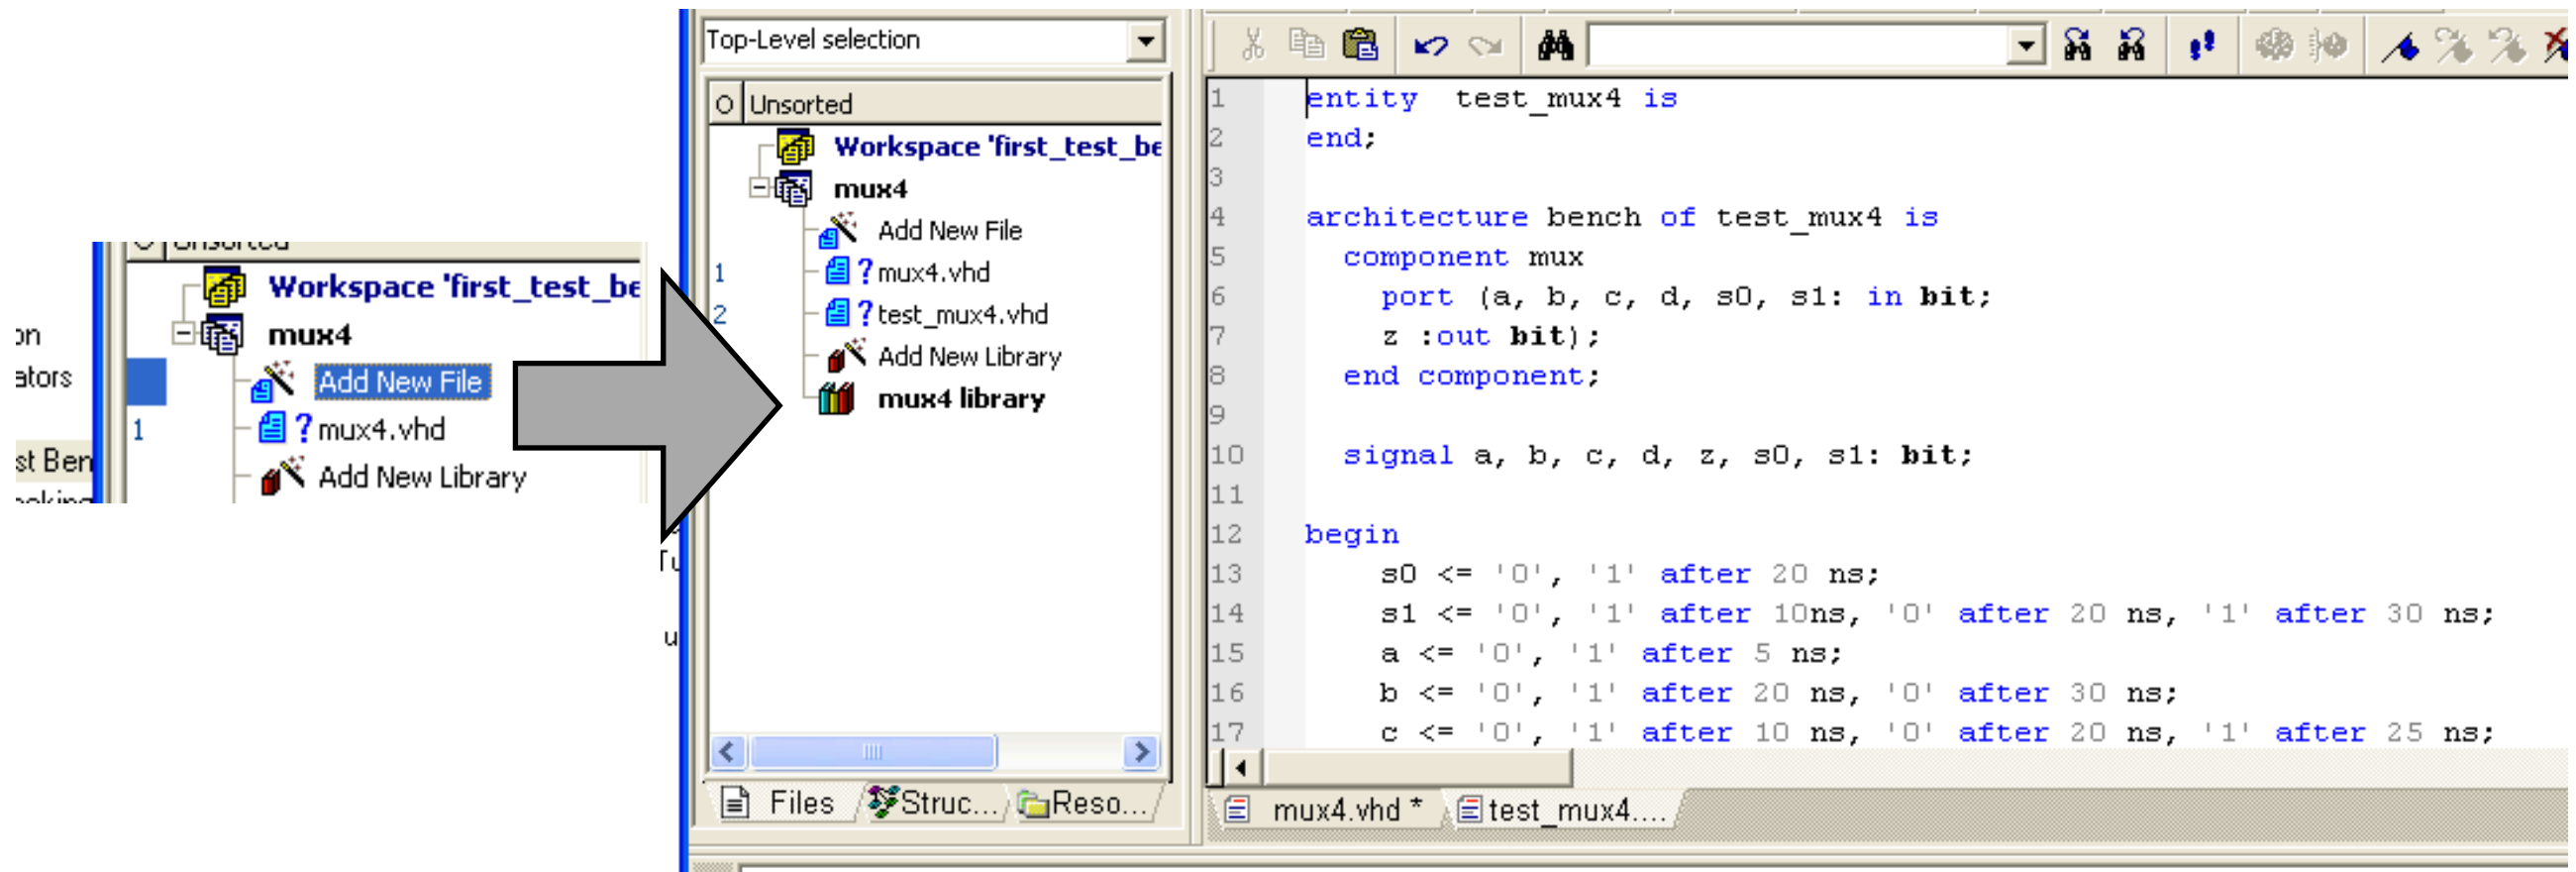 on
ators
st Ben
Unsorted
Workspace 'first_test_be
mux4
Add New File
1
? mux4.vhd
Add New Library
Top-Level selection
O Unsorted
Workspace 'first_test_be
mux4
Add New File
1 ? mux4.vhd
2 ? test_mux4.vhd
Add New Library
mux4 library
Files Struc... Reso...
1 entity  test_mux4 is
2 end;
3
4 architecture bench of test_mux4 is
5 component mux
6 port (a, b, c, d, s0, s1: in bit;
7 z :out bit);
8 end component;
9
10 signal a, b, c, d, z, s0, s1: bit;
11
12 begin
13 s0 <= '0', '1' after 20 ns;
14 s1 <= '0', '1' after 10ns, '0' after 20 ns, '1' after 30 ns;
15 a <= '0', '1' after 5 ns;
16 b <= '0', '1' after 20 ns, '0' after 30 ns;
17 c <= '0', '1' after 10 ns, '0' after 20 ns, '1' after 25 ns;
mux4.vhd * test_mux4....